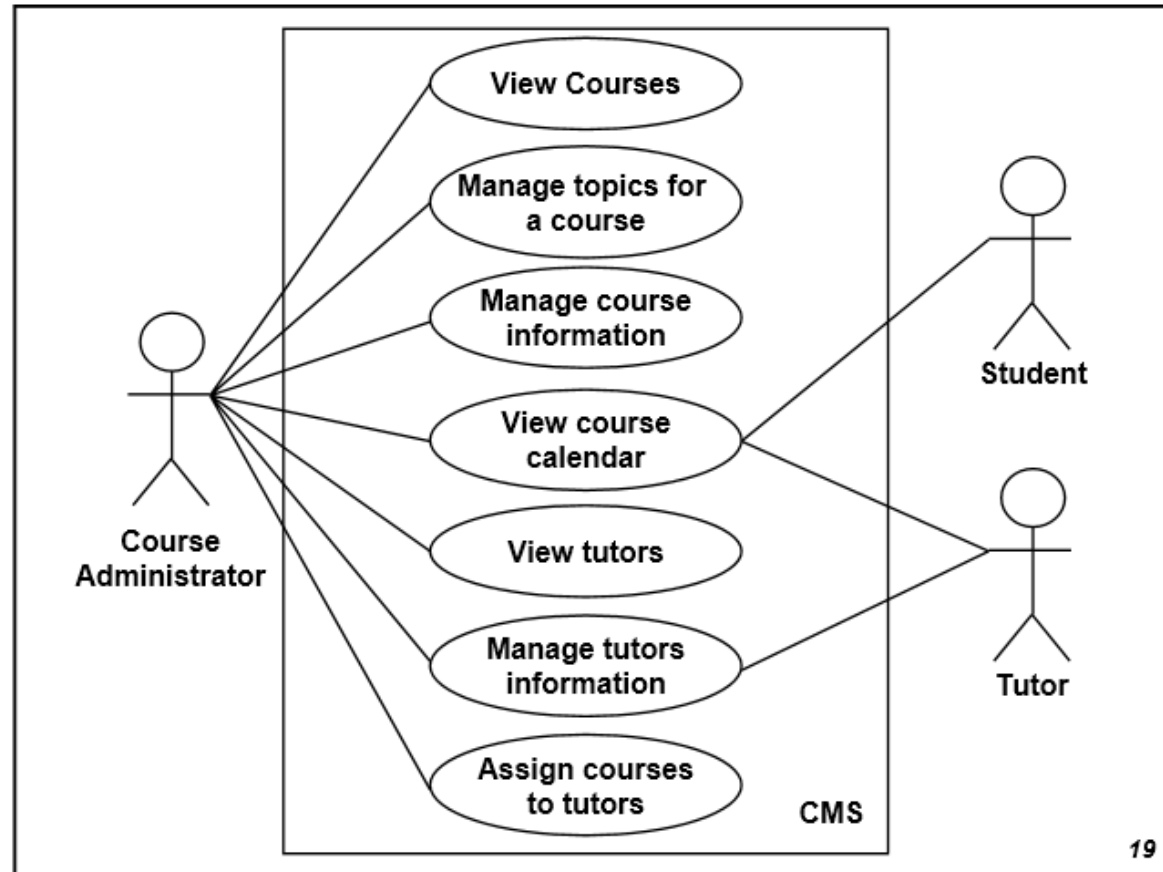 View Courses
Manage topics for
a course
Manage course
information
View course
calendar
View tutors
Manage tutors
information
Assign courses
to tutors
CMS
Course
Administrator
Student
Tutor
19